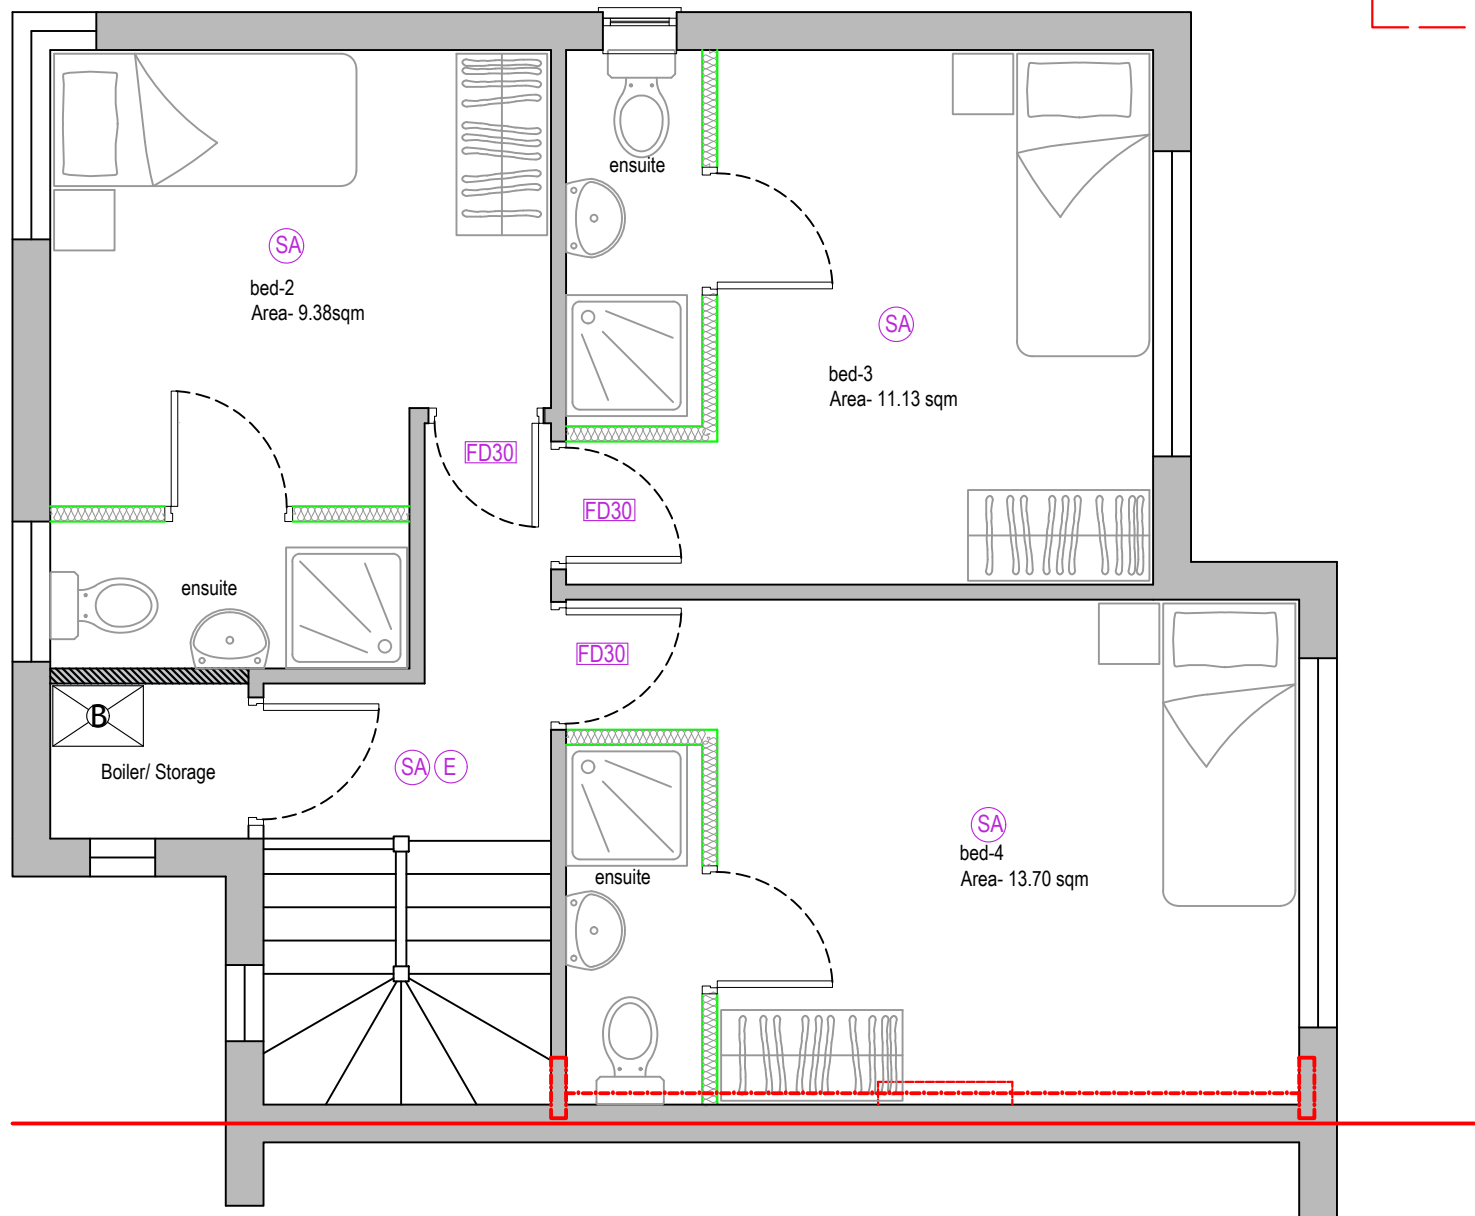 ensuite
SA
bed-2
Area- 9.38sqm
SA
bed-3
Area- 11.13 sqm
FD30
FD30
ensuite
FD30
B
Boiler/ Storage
SA E
SA
bed-4
Area- 13.70 sqm
ensuite